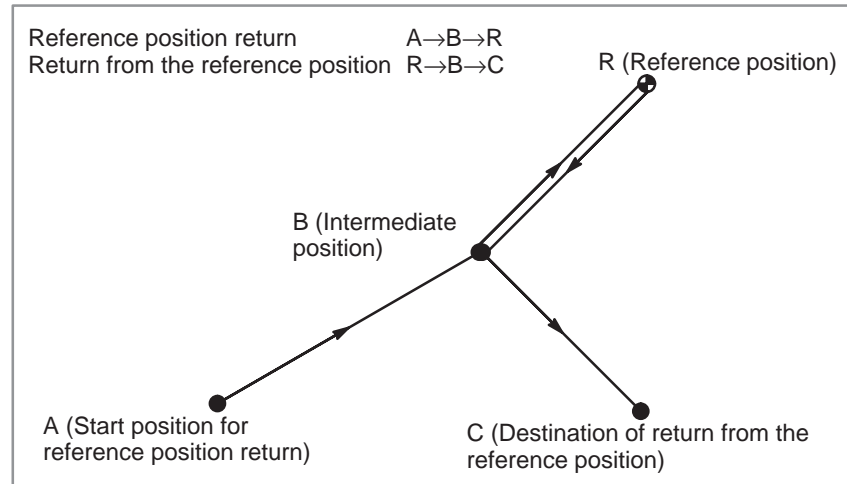 Reference position return A→B→R
Return from the reference position R→B→C
R (Reference position)
B (Intermediate
position)
A (Start position for
reference position return)
C (Destination of return from the
reference position)